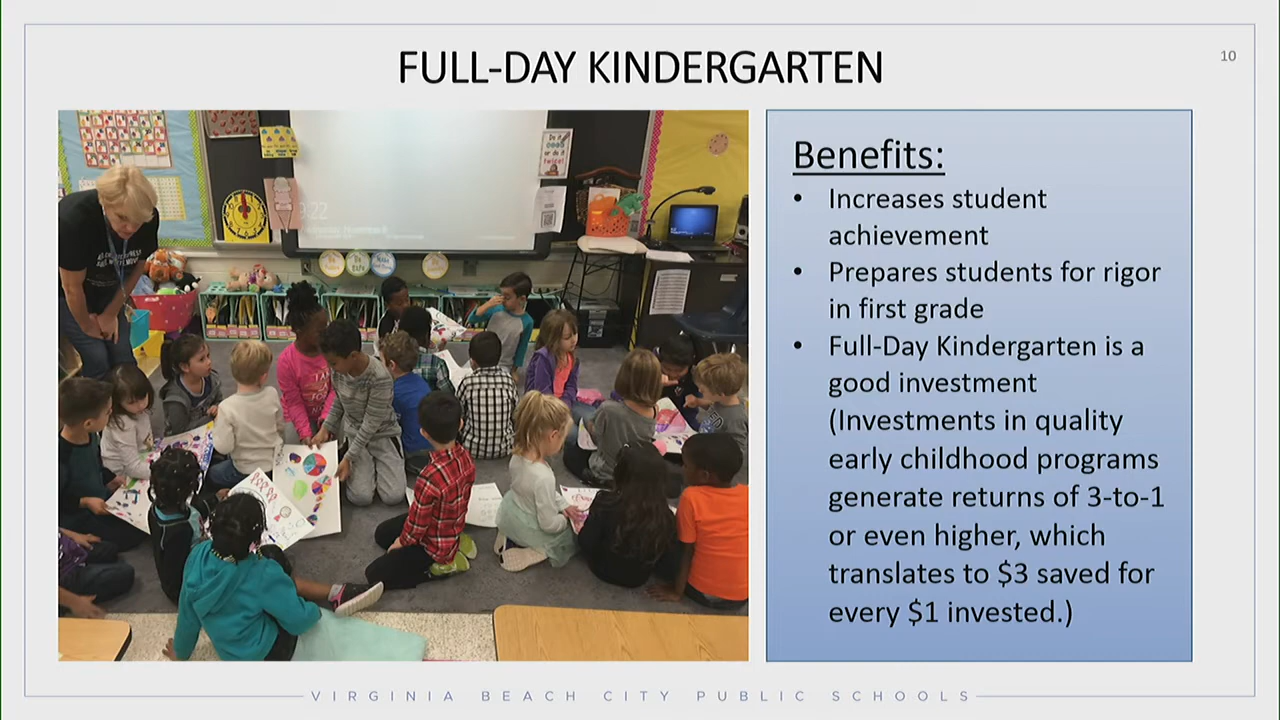 FULL-DAY KINDERGARTEN
10
Benefits:
• Increases student
achievement
• Prepares students for rigor
in first grade
• Full-Day Kindergarten is a
good investment
(Investments in quality
early childhood programs
generate returns of 3-to-1
or even higher, which
translates to $3 saved for
every $1 invested.)
VIRGINIA BEACH CITY PUBLIC SCHOOLS